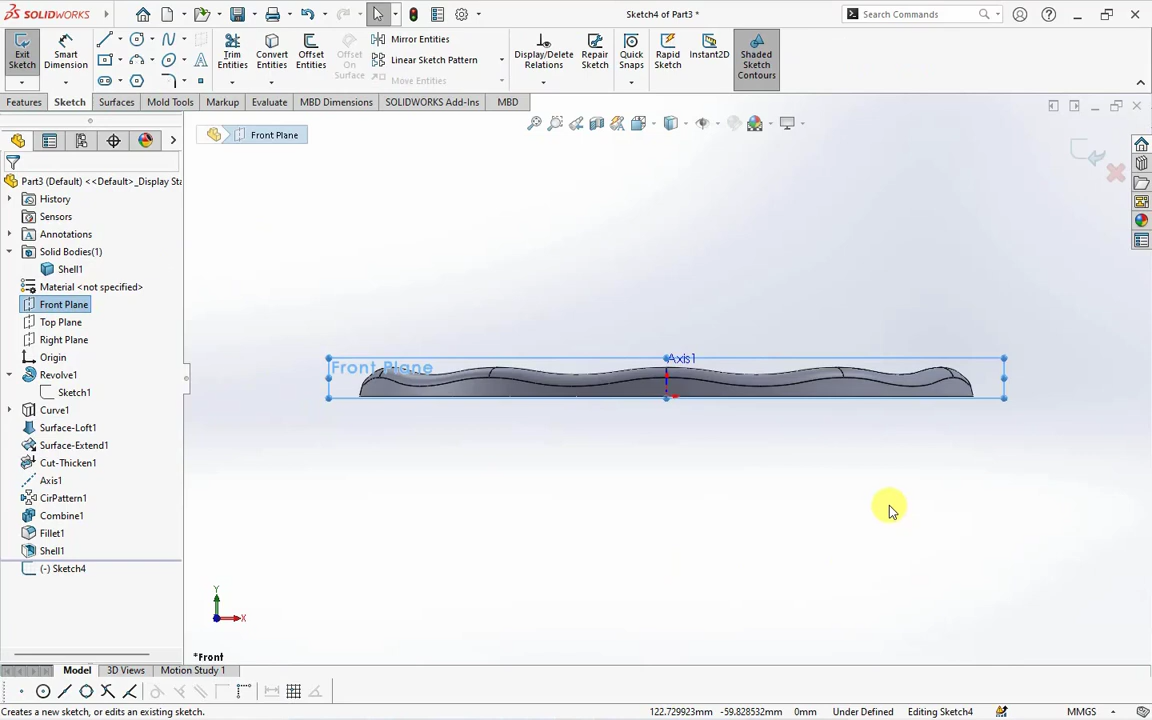 SOLIDWORKS
Sketch4 of Part3 *
Search Commands
Exit Sketch
Smart Dimension
Trim Entities
Convert Entities
Offset Entities
Offset On Surface
Mirror Entities
Linear Sketch Pattern
Move Entities
Display/Delete Relations
Repair Sketch
Quick Snaps
Rapid Sketch
Instant2D
Shaded Sketch Contours
Features
Sketch
Surfaces
Mold Tools
Markup
Evaluate
MBD Dimensions
SOLIDWORKS Add-Ins
MBD
Front Plane
Part3 (Default) <<Default>_Display Sta
History
Sensors
Annotations
Solid Bodies(1)
Shell1
Material <not specified>
Front Plane
Top Plane
Right Plane
Origin
Revolve1
Sketch1
Curve1
Surface-Loft1
Surface-Extend1
Cut-Thicken1
Axis1
CirPattern1
Combine1
Fillet1
Shell1
(-) Sketch4
Front Plane
Axis1
Y
X
*Front
Model
3D Views
Motion Study 1
Creates a new sketch, or edits an existing sketch.
122.729923mm
-59.828532mm
0mm
Under Defined
Editing Sketch4
MMGS